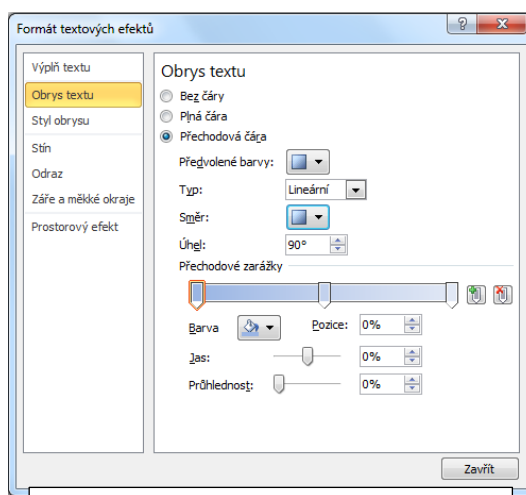 Formát textových efektů
Výplň textu
Obrys textu
Styl obrysu
Stín
Odraz
Záře a měkké okraje
Prostorový efekt
Obrys textu
Bez čáry
Plná čára
Přechodová čára
Předvolené barvy:
Typ: Lineární
Směr:
Úhel: 90°
Přechodové zarážky
Barva Pozice: 0%
Jas: 0%
Průhlednost: 0%
Zavřít